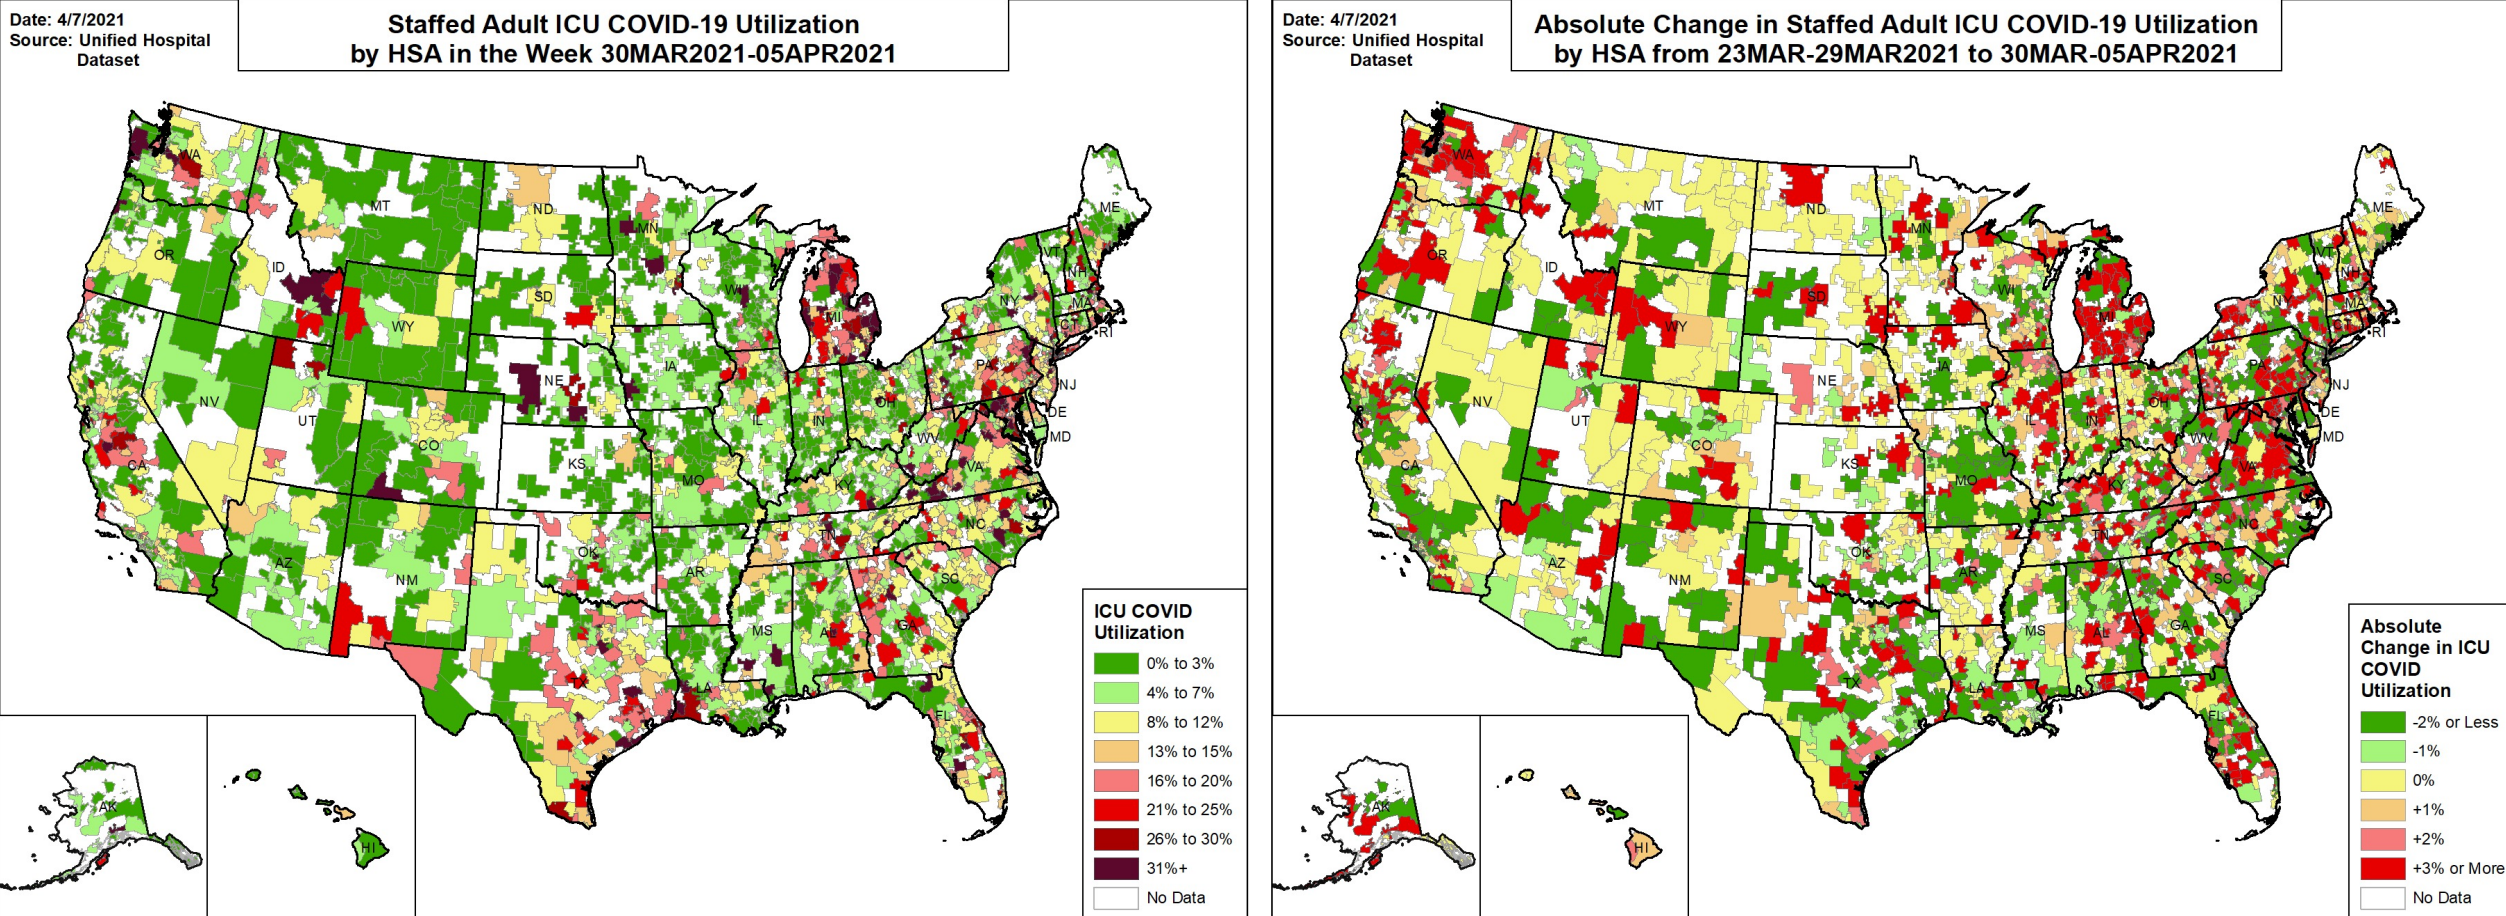 Date: 4/7/2021
Source: Unified Hospital
Dataset
Staffed Adult ICU COVID-19 Utilization
by HSA in the Week 30MAR2021-05APR2021
WA
OR
CA
NV
ID
MT
WY
UT
AZ
CO
NM
ND
SD
NE
KS
OK
TX
MN
IA
MO
AR
LA
WI
IL
MS
MI
IN
KY
TN
AL
OH
WV
VA
NC
SC
GA
FL
PA
NY
VT
NH
ME
MA
CT
RI
NJ
DE
MD
AK
HI
ICU COVID
Utilization
0% to 3%
4% to 7%
8% to 12%
13% to 15%
16% to 20%
21% to 25%
26% to 30%
31%+
No Data
Date: 4/7/2021
Source: Unified Hospital
Dataset
Absolute Change in Staffed Adult ICU COVID-19 Utilization
by HSA from 23MAR-29MAR2021 to 30MAR-05APR2021
WA
OR
CA
NV
ID
MT
WY
UT
AZ
CO
NM
ND
SD
NE
KS
OK
TX
MN
IA
MO
AR
LA
WI
IL
MS
MI
IN
KY
TN
AL
OH
WV
VA
NC
SC
GA
FL
PA
NY
VT
NH
ME
MA
CT
RI
NJ
DE
MD
AK
HI
Absolute
Change in ICU
COVID
Utilization
-2% or Less
-1%
0%
+1%
+2%
+3% or More
No Data